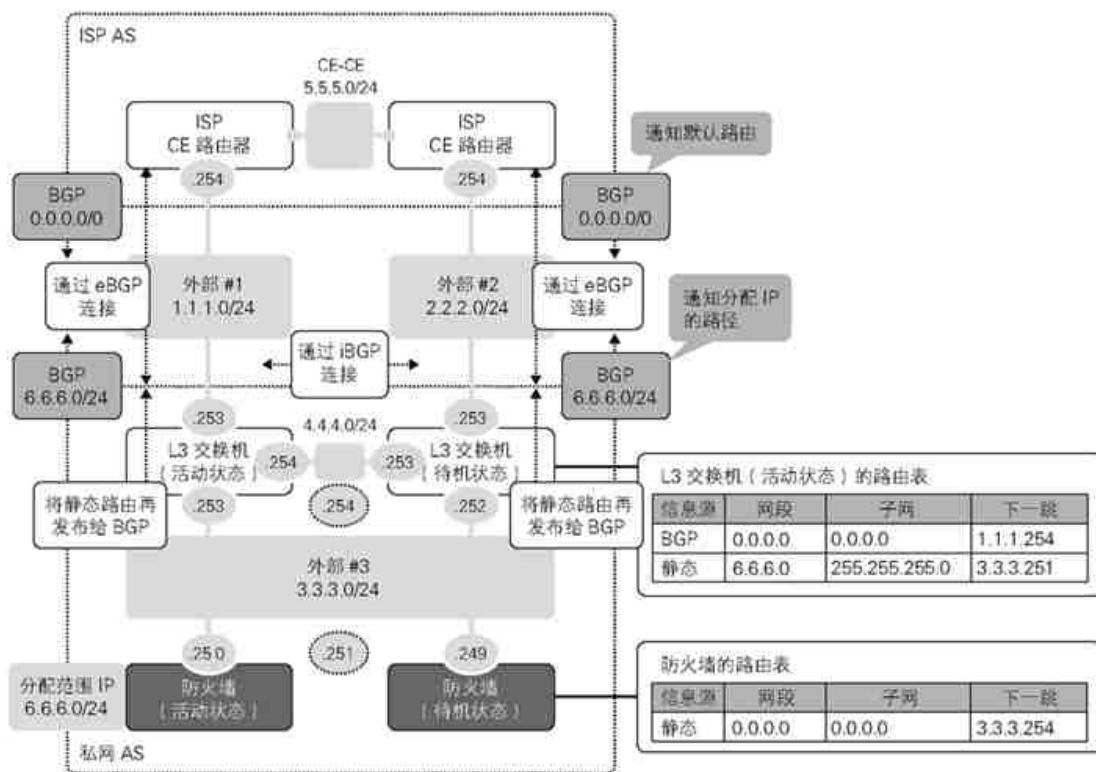 ISP AS
CE-CE
5.5.5.0/24
ISP
CE 路由器
ISP
CE 路由器
通知默认路由
.254
.254
BGP
0.0.0.0/0
BGP
0.0.0.0/0
通过 eBGP
连接
外部 #1
1.1.1.0/24
外部 #2
2.2.2.0/24
通过 eBGP
连接
通知分配 IP
的路径
通过 iBGP
连接
BGP
6.6.6.0/24
BGP
6.6.6.0/24
.253
4.4.4.0/24
.253
L3 交换机
（活动状态）
.254
.253
L3 交换机
（待机状态）
将静态路由再
发布给 BGP
.253
.254
.252
将静态路由再
发布给 BGP
L3 交换机（活动状态）的路由表
信息源 网段 子网 下一跳
BGP 0.0.0.0 0.0.0.0 1.1.1.254
静态 6.6.6.0 255.255.255.0 3.3.3.251
外部 #3
3.3.3.0/24
.250
.251
.249
分配范围 IP
6.6.6.0/24
防火墙
（活动状态）
防火墙
（待机状态）
防火墙的路由表
信息源 网段 子网 下一跳
静态 0.0.0.0 0.0.0.0 3.3.3.254
私网 AS